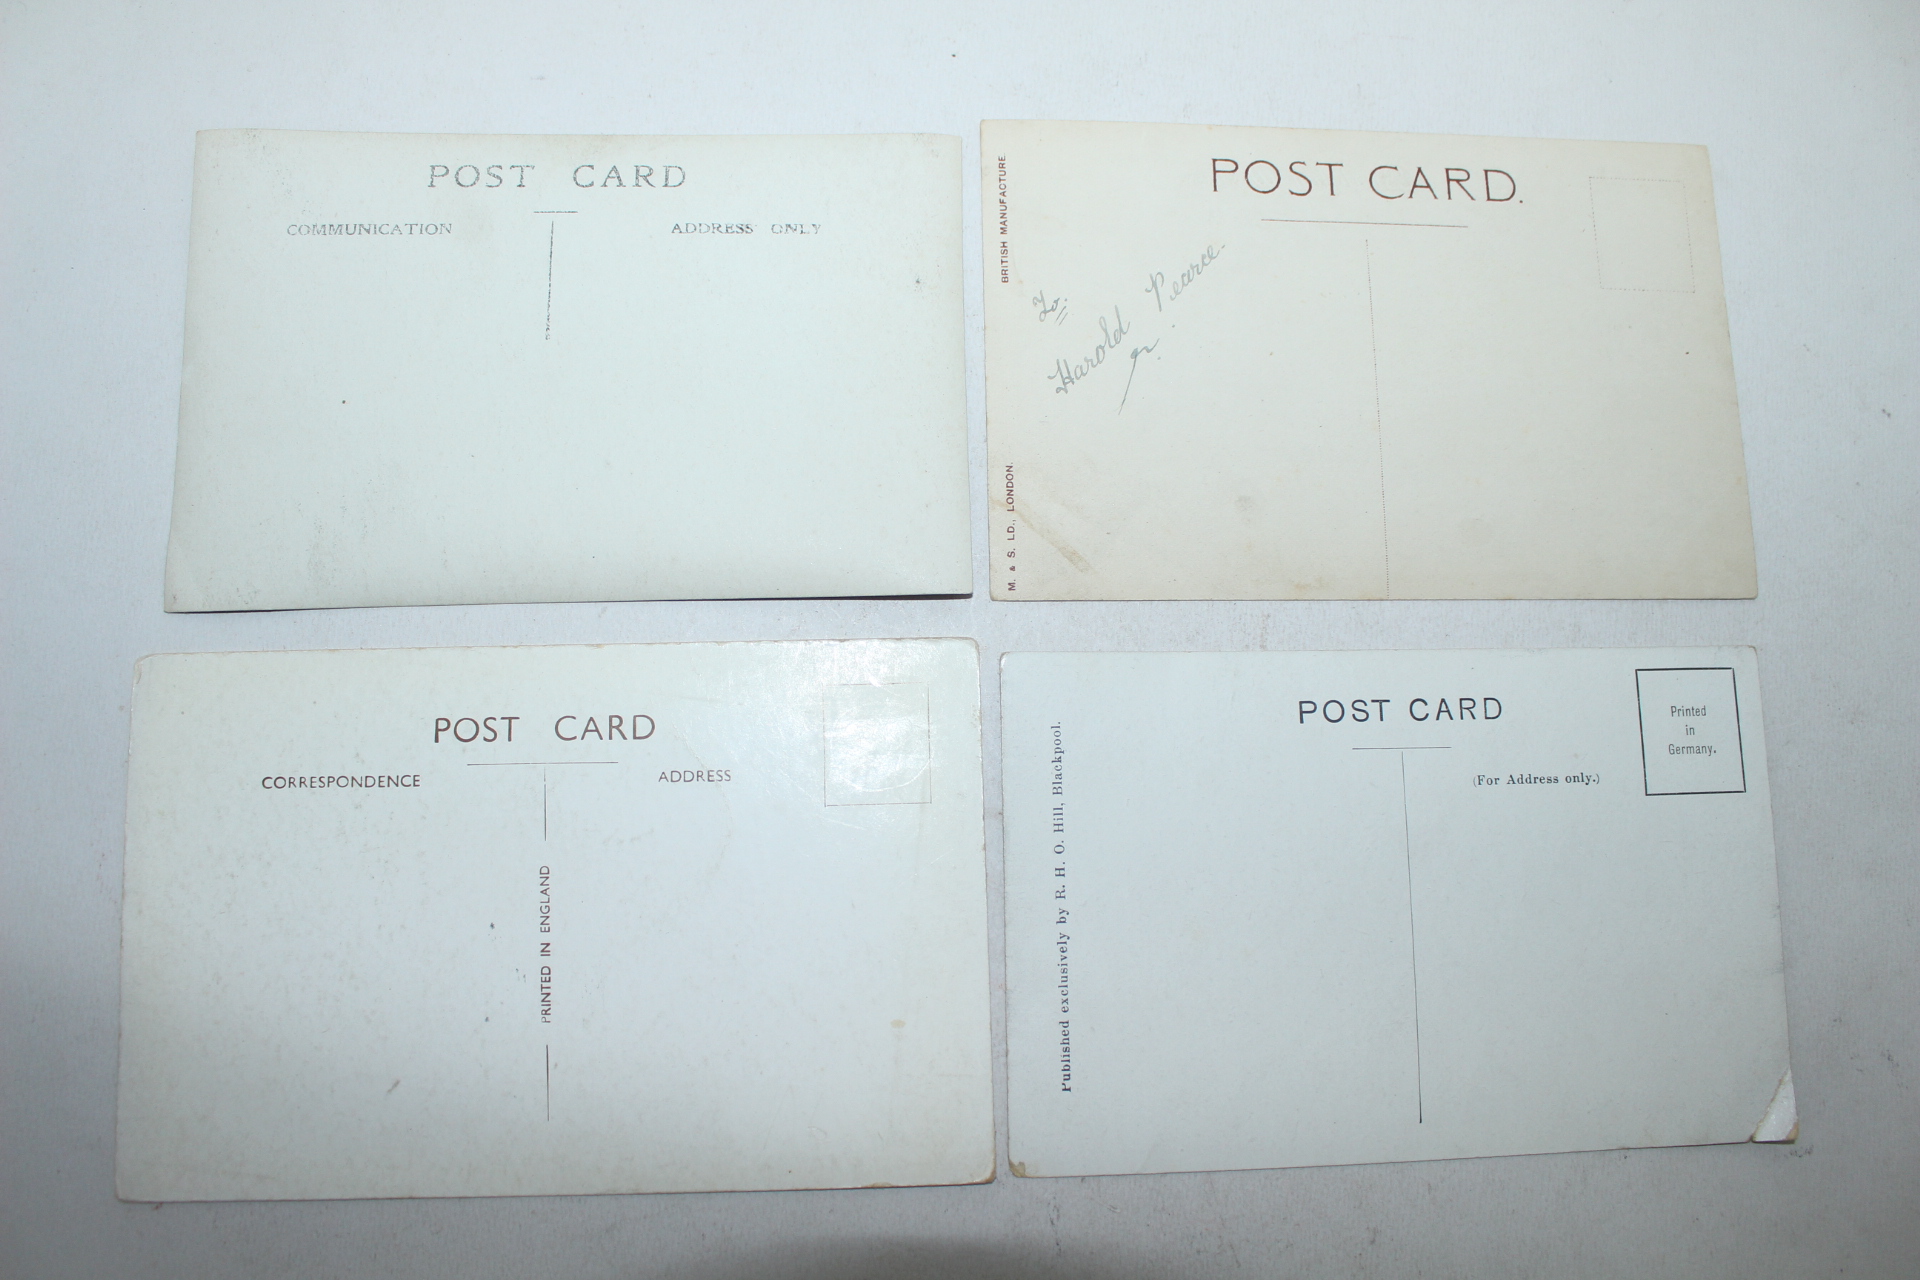 POST CARD
COMMUNICATION
ADDRESS ONLY
POST CARD.
BRITISH MANUFACTURE.
M. & S. LD., LONDON.
To:
Harold Pearce.
POST CARD
CORRESPONDENCE
ADDRESS
PRINTED IN ENGLAND
POST CARD
(For Address only.)
Printed
in
Germany.
Published exclusively by R. H. O. Hill, Blackpool.